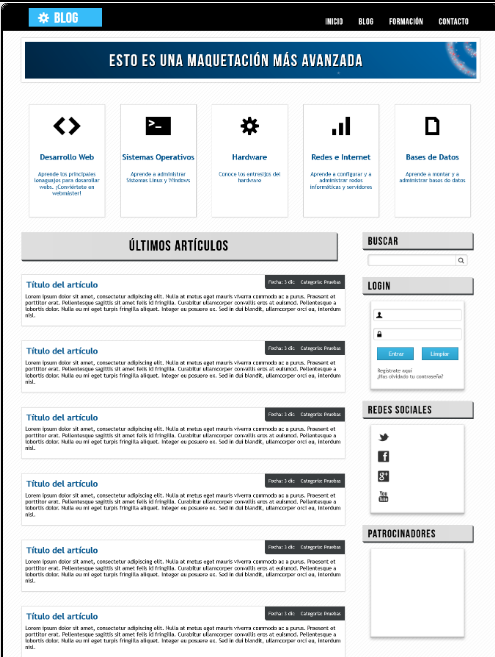 BLOG
INICIO BLOG FORMACIÓN CONTACTO
ESTO ES UNA MAQUETACIÓN MÁS AVANZADA
Desarrollo Web
Aprende los principales
lenaguajes para desarollar
webs. ¡Conviértete en
webmaster!
Sistemas Operativos
Aprende a administrar
Sistemas Linux y Windows
Hardware
Conoce los entresijos del
hardware
Redes e Internet
Aprende a configurar y a
administrar redes
informáticas y servidores
Bases de Datos
Aprende a montar y a
administrar bases de datos
ÚLTIMOS ARTÍCULOS
Fecha: 3 dic Categoría: Pruebas
Título del artículo
Lorem ipsum dolor sit amet, consectetur adipiscing elit. Nulla at metus eget mauris viverra commodo ac a purus. Praesent et
porttitor erat. Pellentesque sagittis sit amet felis id fringilla. Curabitur ullamcorper convallis eros at euismod. Pellentesque a
lobortis dolor. Nulla eu mi eget turpis fringilla aliquet. Integer eu posuere ex. Sed in dui blandit, ullamcorper orci eu, interdum
nisl.
Fecha: 3 dic Categoría: Pruebas
Título del artículo
Lorem ipsum dolor sit amet, consectetur adipiscing elit. Nulla at metus eget mauris viverra commodo ac a purus. Praesent et
porttitor erat. Pellentesque sagittis sit amet felis id fringilla. Curabitur ullamcorper convallis eros at euismod. Pellentesque a
lobortis dolor. Nulla eu mi eget turpis fringilla aliquet. Integer eu posuere ex. Sed in dui blandit, ullamcorper orci eu, interdum
nisl.
Fecha: 3 dic Categoría: Pruebas
Título del artículo
Lorem ipsum dolor sit amet, consectetur adipiscing elit. Nulla at metus eget mauris viverra commodo ac a purus. Praesent et
porttitor erat. Pellentesque sagittis sit amet felis id fringilla. Curabitur ullamcorper convallis eros at euismod. Pellentesque a
lobortis dolor. Nulla eu mi eget turpis fringilla aliquet. Integer eu posuere ex. Sed in dui blandit, ullamcorper orci eu, interdum
nisl.
Fecha: 3 dic Categoría: Pruebas
Título del artículo
Lorem ipsum dolor sit amet, consectetur adipiscing elit. Nulla at metus eget mauris viverra commodo ac a purus. Praesent et
porttitor erat. Pellentesque sagittis sit amet felis id fringilla. Curabitur ullamcorper convallis eros at euismod. Pellentesque a
lobortis dolor. Nulla eu mi eget turpis fringilla aliquet. Integer eu posuere ex. Sed in dui blandit, ullamcorper orci eu, interdum
nisl.
Fecha: 3 dic Categoría: Pruebas
Título del artículo
Lorem ipsum dolor sit amet, consectetur adipiscing elit. Nulla at metus eget mauris viverra commodo ac a purus. Praesent et
porttitor erat. Pellentesque sagittis sit amet felis id fringilla. Curabitur ullamcorper convallis eros at euismod. Pellentesque a
lobortis dolor. Nulla eu mi eget turpis fringilla aliquet. Integer eu posuere ex. Sed in dui blandit, ullamcorper orci eu, interdum
nisl.
Fecha: 3 dic Categoría: Pruebas
Título del artículo
Lorem ipsum dolor sit amet, consectetur adipiscing elit. Nulla at metus eget mauris viverra commodo ac a purus. Praesent et
porttitor erat. Pellentesque sagittis sit amet felis id fringilla. Curabitur ullamcorper convallis eros at euismod. Pellentesque a
lobortis dolor. Nulla eu mi eget turpis fringilla aliquet. Integer eu posuere ex. Sed in dui blandit, ullamcorper orci eu, interdum
nisl.
BUSCAR
LOGIN
Entrar Limpiar
Regístrate aquí
¿Has olvidado tu contraseña?
REDES SOCIALES
f
g+
You
Tube
PATROCINADORES